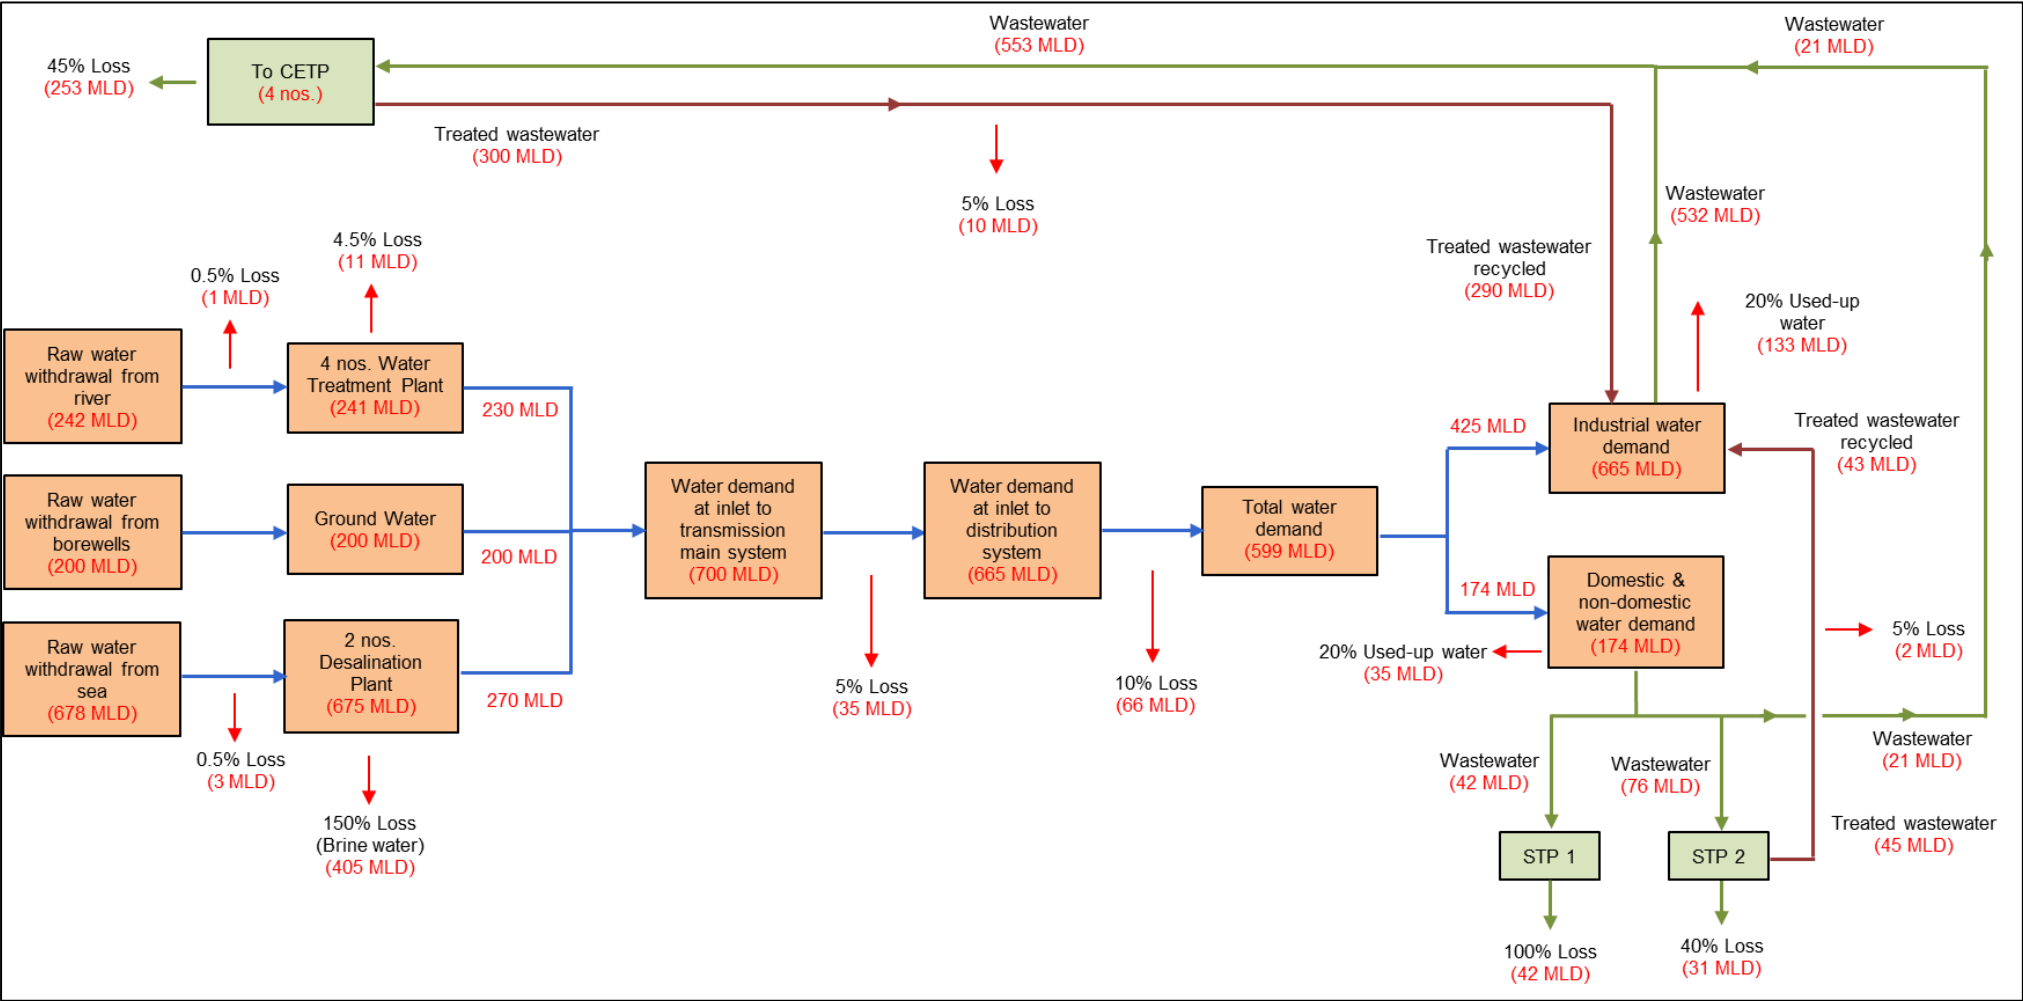 Wastewater
(553 MLD)
Wastewater
(21 MLD)
45% Loss
(253 MLD)
To CETP
(4 nos.)
Treated wastewater
(300 MLD)
5% Loss
(10 MLD)
Wastewater
(532 MLD)
Treated wastewater
recycled
(290 MLD)
4.5% Loss
(11 MLD)
0.5% Loss
(1 MLD)
20% Used-up
water
(133 MLD)
Raw water
withdrawal from
river
(242 MLD)
4 nos. Water
Treatment Plant
(241 MLD)
230 MLD
425 MLD
Industrial water
demand
(665 MLD)
Treated wastewater
recycled
(43 MLD)
Raw water
withdrawal from
borewells
(200 MLD)
Ground Water
(200 MLD)
200 MLD
Water demand
at inlet to
transmission
main system
(700 MLD)
Water demand
at inlet to
distribution
system
(665 MLD)
Total water
demand
(599 MLD)
174 MLD
Domestic &
non-domestic
water demand
(174 MLD)
20% Used-up water
(35 MLD)
5% Loss
(2 MLD)
Raw water
withdrawal from
sea
(678 MLD)
2 nos.
Desalination
Plant
(675 MLD)
270 MLD
5% Loss
(35 MLD)
10% Loss
(66 MLD)
0.5% Loss
(3 MLD)
150% Loss
(Brine water)
(405 MLD)
Wastewater
(42 MLD)
Wastewater
(76 MLD)
Wastewater
(21 MLD)
Treated wastewater
(45 MLD)
STP 1
STP 2
100% Loss
(42 MLD)
40% Loss
(31 MLD)